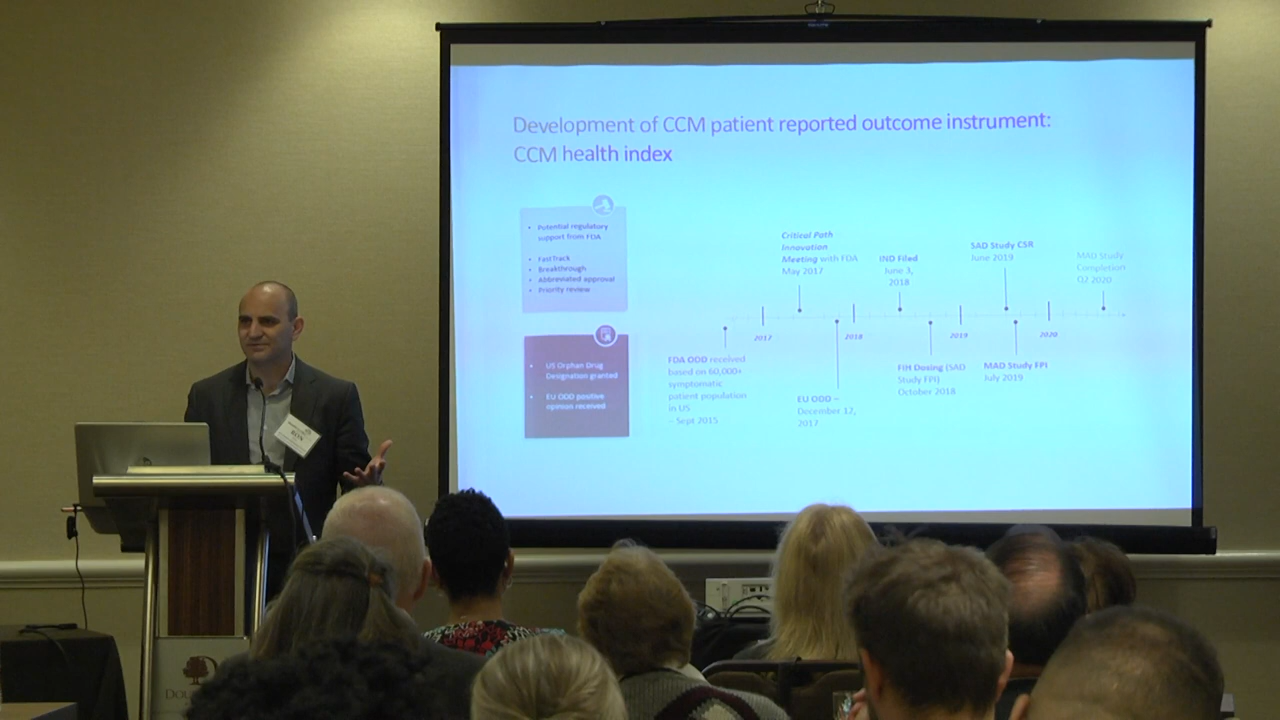 Development of CCM patient reported outcome instrument:
CCM health index
• Potential regulatory
support from FDA
• FastTrack
• Breakthrough
• Abbreviated approval
• Priority review
• US Orphan Drug
Designation granted
• EU ODD positive
opinion received
Critical Path
Innovation
Meeting with FDA
May 2017
IND Filed
June 3,
2018
SAD Study CSR
June 2019
MAD Study
Completion
Q2 2020
2017
2018
2019
2020
FDA ODD received
based on 60,000+
symptomatic
patient population
in US
– Sept 2015
EU ODD –
December 12,
2017
FIH Dosing (SAD
Study FPI)
October 2018
MAD Study FPI
July 2019